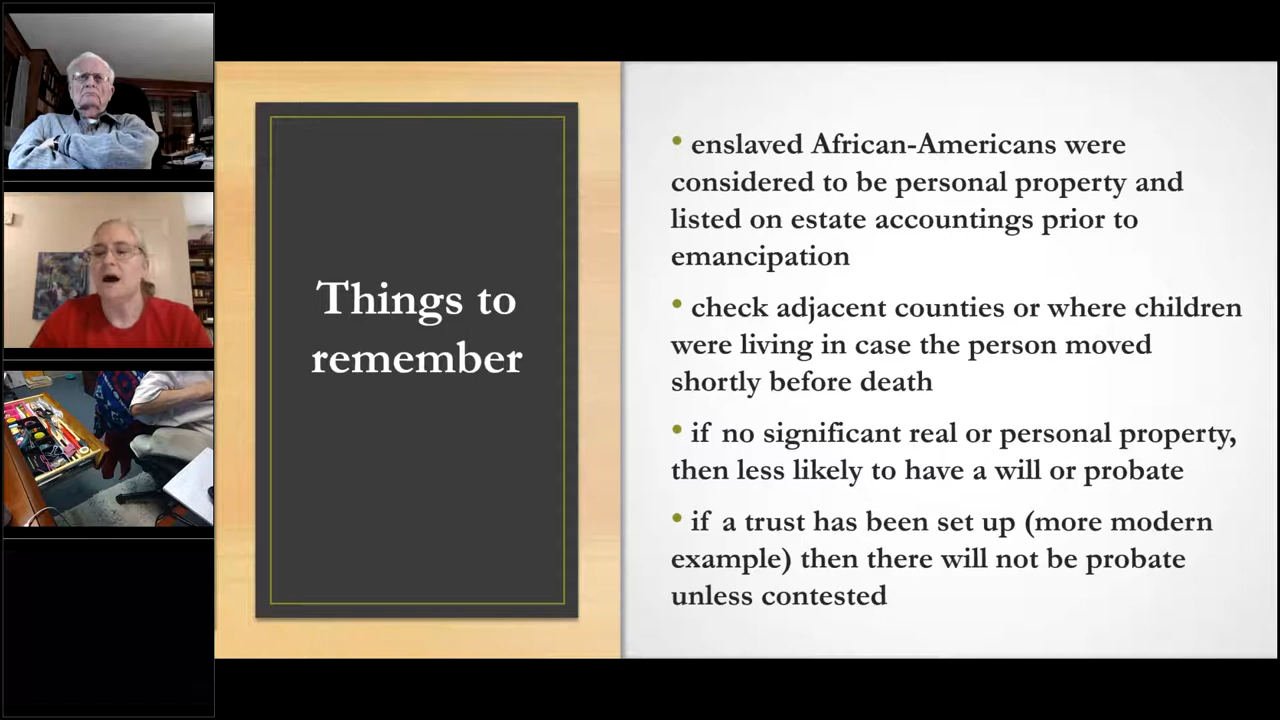 Things to
remember
• enslaved African-Americans were
considered to be personal property and
listed on estate accountings prior to
emancipation
• check adjacent counties or where children
were living in case the person moved
shortly before death
• if no significant real or personal property,
then less likely to have a will or probate
• if a trust has been set up (more modern
example) then there will not be probate
unless contested